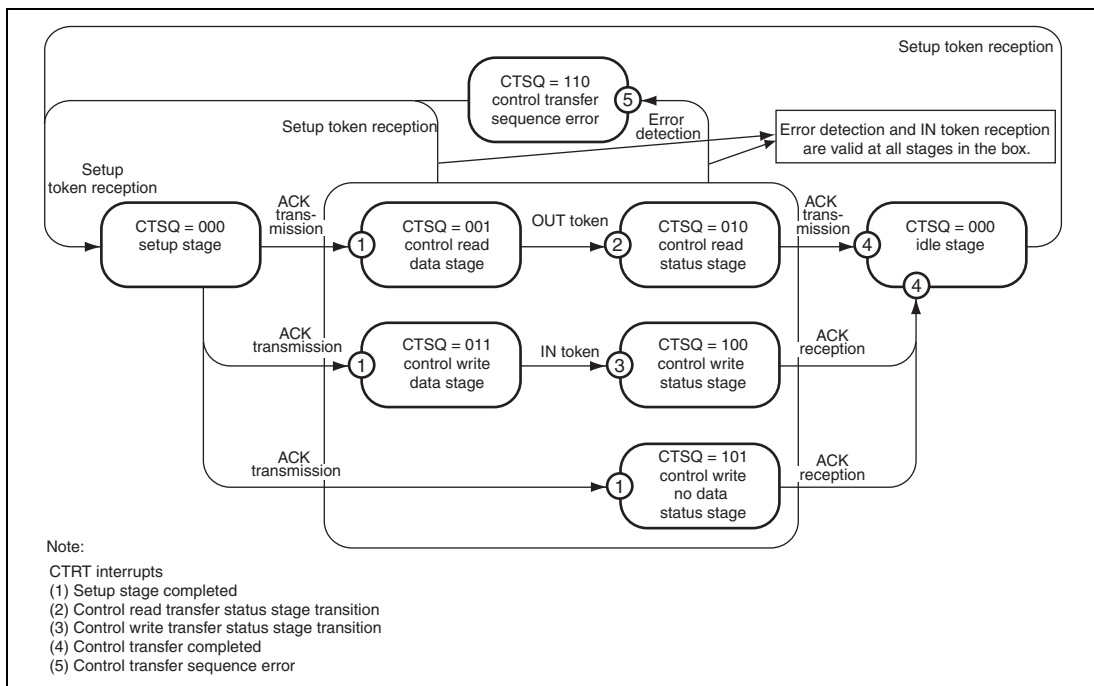 Setup token reception
CTSQ = 110
control transfer
sequence error
5
Setup token reception
Error
detection
Error detection and IN token reception
are valid at all stages in the box.
Setup
token reception
CTSQ = 000
setup stage
ACK
trans-
mission
1
CTSQ = 001
control read
data stage
OUT token
2
CTSQ = 010
control read
status stage
ACK
trans-
mission
4
CTSQ = 000
idle stage
4
ACK
transmission
1
CTSQ = 011
control write
data stage
IN token
3
CTSQ = 100
control write
status stage
ACK
reception
ACK
transmission
1
CTSQ = 101
control write
no data
status stage
ACK
reception
Note:
CTRT interrupts
(1) Setup stage completed
(2) Control read transfer status stage transition
(3) Control write transfer status stage transition
(4) Control transfer completed
(5) Control transfer sequence error